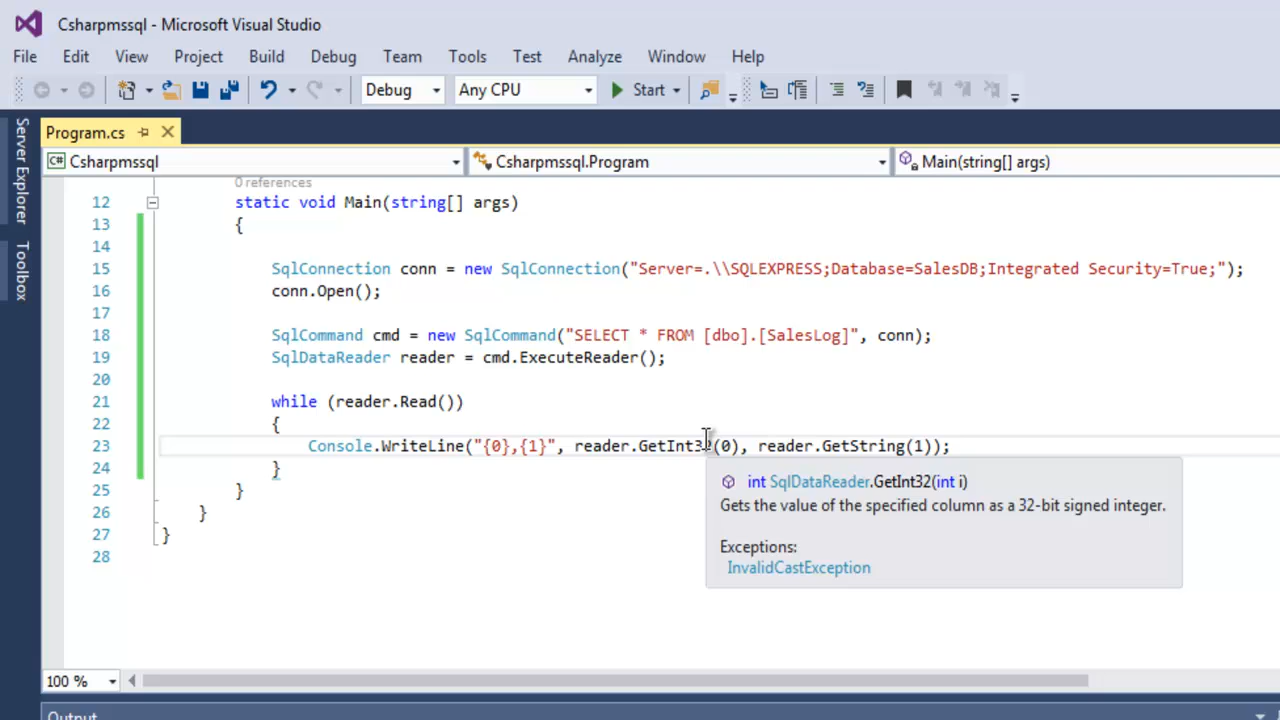 Csharpmssql - Microsoft Visual Studio
File Edit View Project Build Debug Team Tools Test Analyze Window Help
Debug Any CPU Start
Server Explorer
Toolbox
Program.cs
C# Csharpmssql Csharpmssql.Program Main(string[] args)
0 references
12 static void Main(string[] args)
13 {
14
15 SqlConnection conn = new SqlConnection("Server=.\\SQLEXPRESS;Database=SalesDB;Integrated Security=True;");
16 conn.Open();
17
18 SqlCommand cmd = new SqlCommand("SELECT * FROM [dbo].[SalesLog]", conn);
19 SqlDataReader reader = cmd.ExecuteReader();
20
21 while (reader.Read())
22 {
23 Console.WriteLine("{0},{1}", reader.GetInt32(0), reader.GetString(1));
24 }
25 }
26 }
27 }
28
int SqlDataReader.GetInt32(int i)
Gets the value of the specified column as a 32-bit signed integer.
Exceptions:
InvalidCastException
100 %
Output